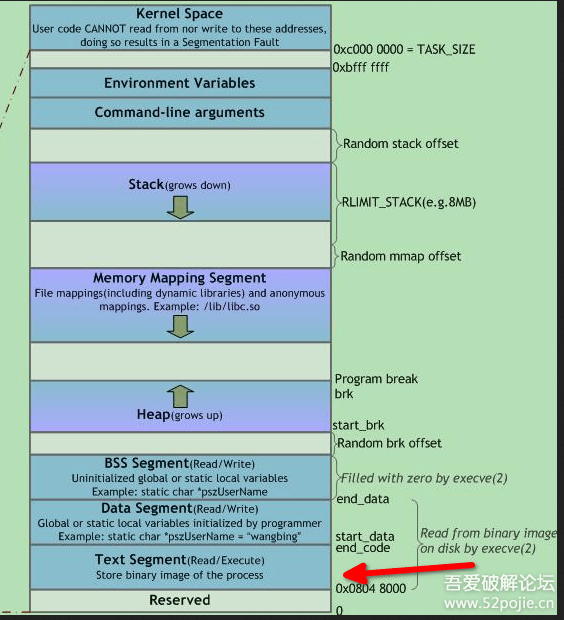 Kernel Space
User code CANNOT read from nor write to these addresses,
doing so results in a Segmentation Fault
0xc000 0000 = TASK_SIZE
0xbfff ffff
Environment Variables
Command-line arguments
Random stack offset
Stack(grows down)
RLIMIT_STACK(e.g.8MB)
Random mmap offset
Memory Mapping Segment
File mappings(including dynamic libraries) and anonymous
mappings. Example: /lib/libc.so
Program break
brk
Heap(grows up)
start_brk
Random brk offset
BSS Segment(Read/Write)
Uninitialized global or static local variables
Example: static char *pszUserName
Filled with zero by execve(2)
end_data
Data Segment(Read/Write)
Global or static local variables initialized by programmer
Example: static char *pszUserName = "wangbing"
start_data
end_code
Read from binary image
on disk by execve(2)
Text Segment(Read/Execute)
Store binary image of the process
0x0804 8000
Reserved
0
吾爱破解论坛
www.52pojie.cn